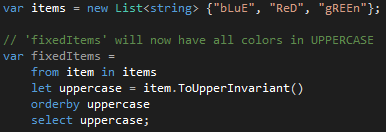 var items = new List<string> {"bLuE", "ReD", "gREEn"};
// 'fixedItems' will now have all colors in UPPERCASE
var fixedItems =
from item in items
let uppercase = item.ToUpperInvariant()
orderby uppercase
select uppercase;